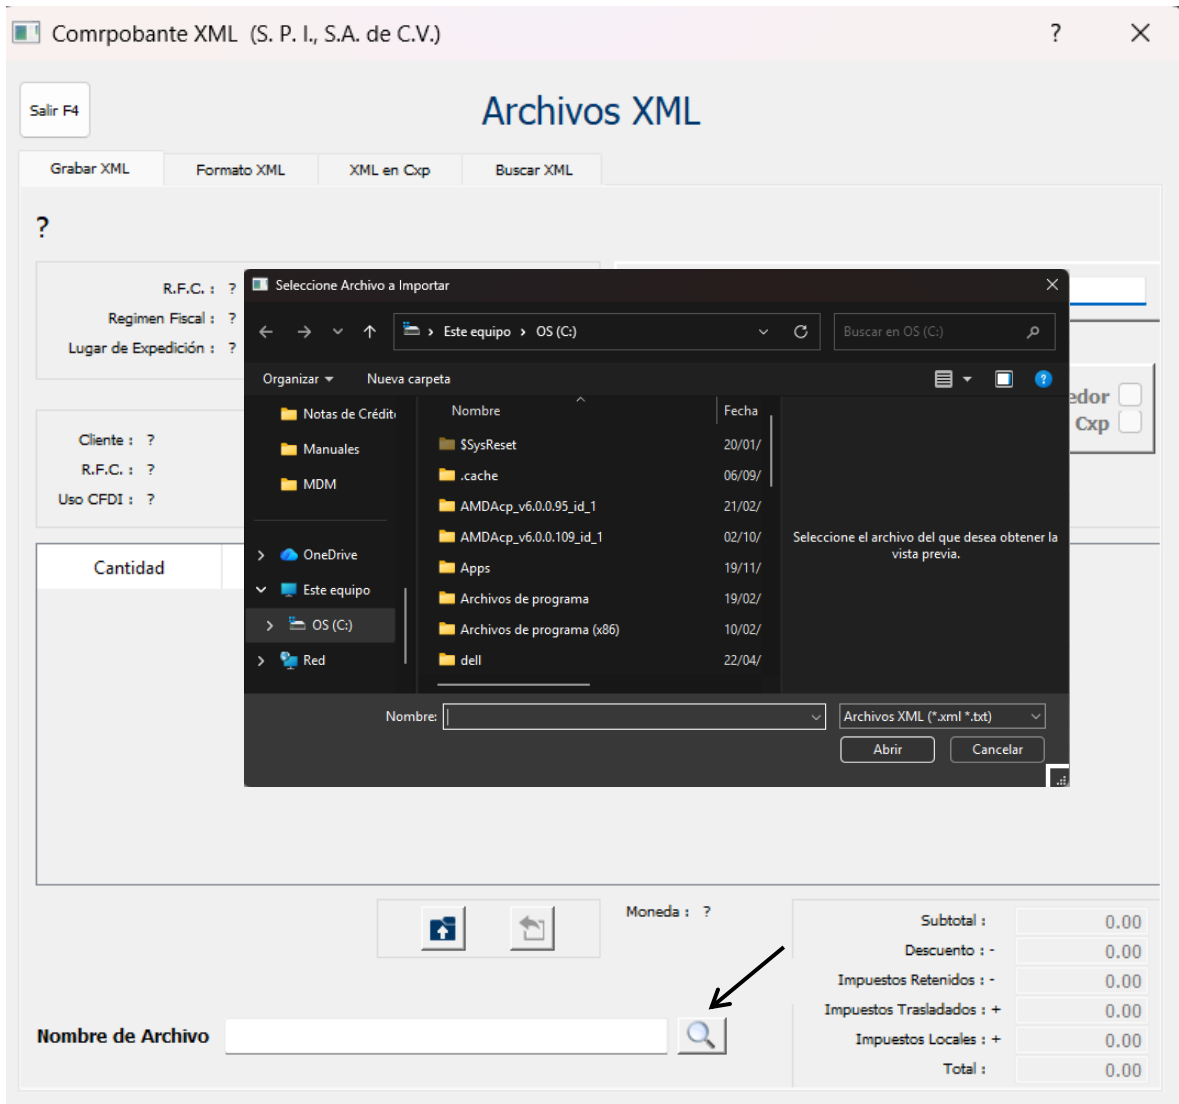 Comrpobante XML (S. P. I., S.A. de C.V.)
?
Salir F4
Archivos XML
Grabar XML
Formato XML
XML en Cxp
Buscar XML
?
R.F.C. : ?
Regimen Fiscal : ?
Lugar de Expedición : ?
Cliente : ?
R.F.C. : ?
Uso CFDI : ?
edor
Cxp
Cantidad
Seleccione Archivo a Importar
Este equipo › OS (C:)
Buscar en OS (C:)
Organizar
Nueva carpeta
?
Notas de Crédit
Manuales
MDM
OneDrive
Este equipo
OS (C:)
Red
Nombre Fecha
$SysReset 20/01/
.cache 06/09/
AMDAcp_v6.0.0.95_id_1 21/02/
AMDAcp_v6.0.0.109_id_1 02/10/
Apps 19/11/
Archivos de programa 19/02/
Archivos de programa (x86) 10/02/
dell 22/04/
Seleccione el archivo del que desea obtener la
vista previa.
Nombre:
Archivos XML (*.xml *.txt)
Abrir
Cancelar
Moneda : ?
Subtotal : 0.00
Descuento : - 0.00
Impuestos Retenidos : - 0.00
Impuestos Trasladados : + 0.00
Impuestos Locales : + 0.00
Total : 0.00
Nombre de Archivo